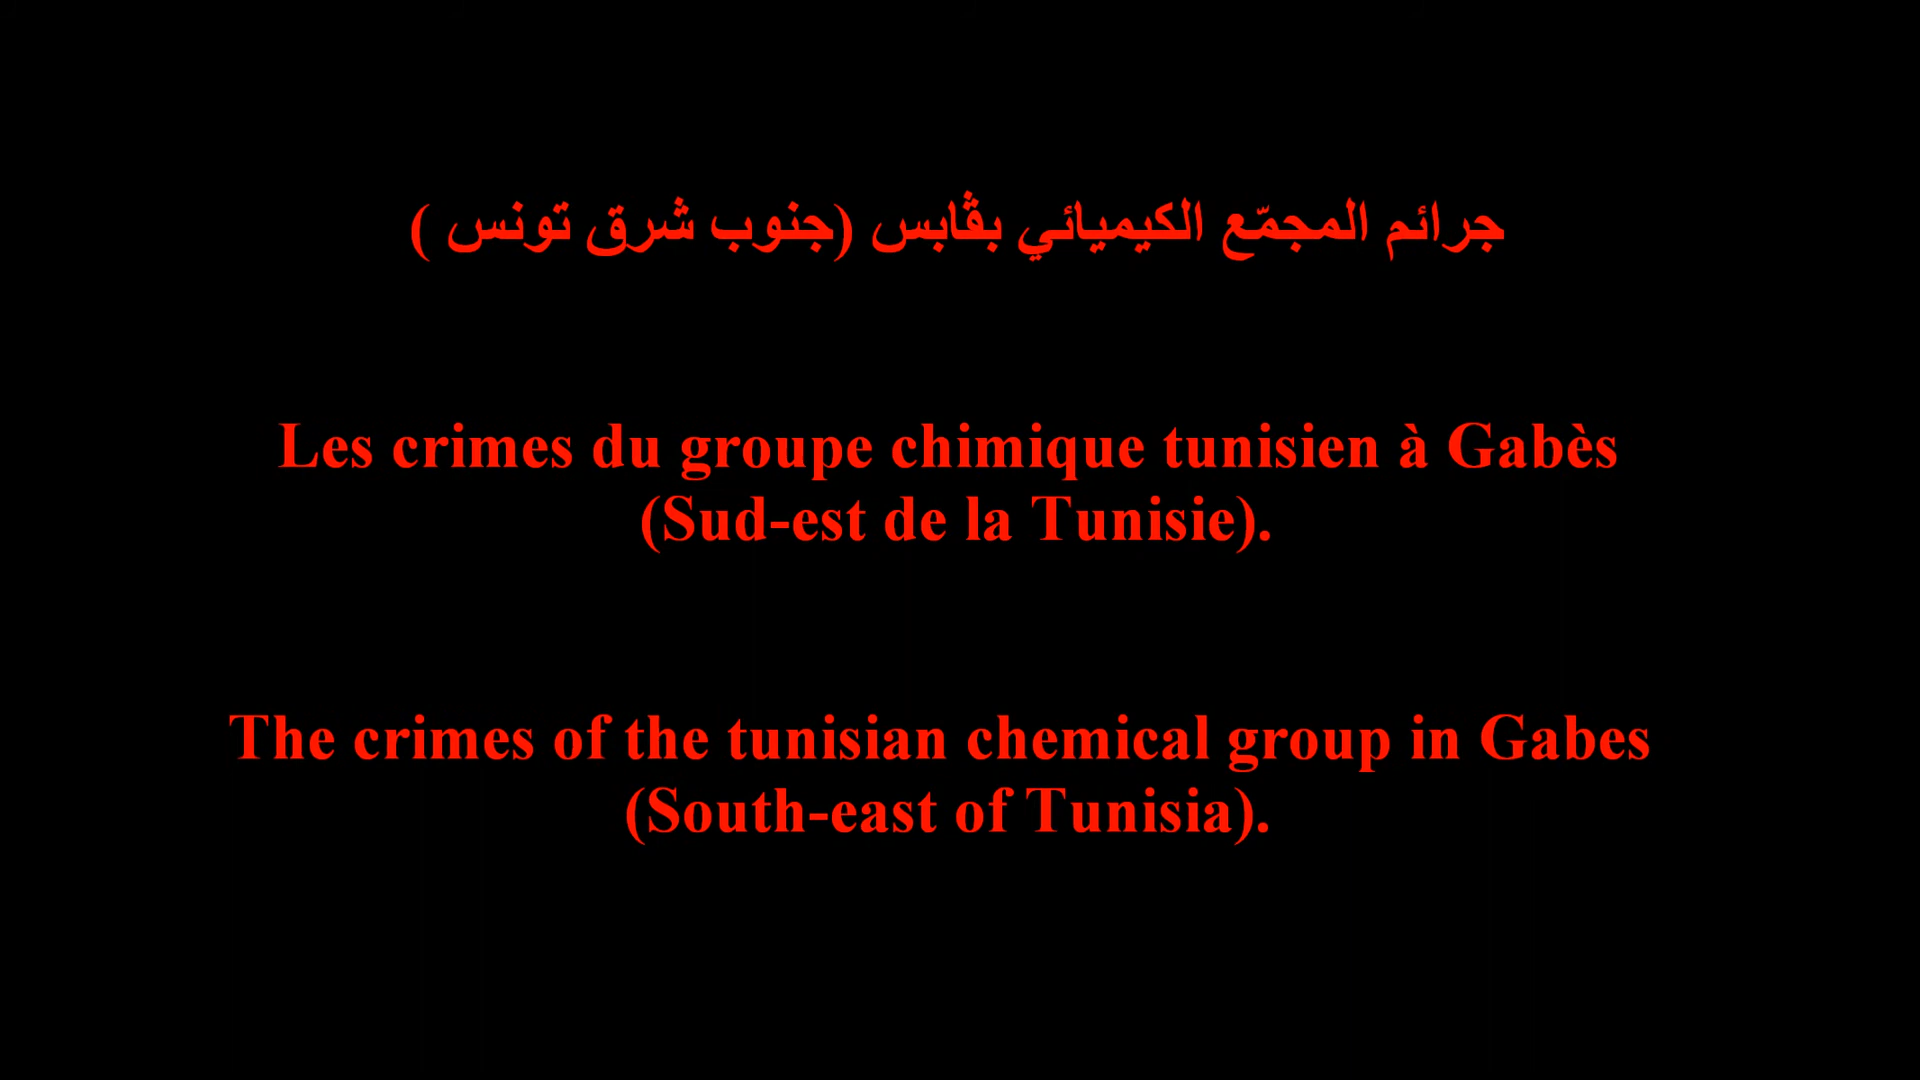 جرائم المجمّع الكيميائي بڤابس (جنوب شرق تونس )
Les crimes du groupe chimique tunisien à Gabès
(Sud-est de la Tunisie).
The crimes of the tunisian chemical group in Gabes
(South-east of Tunisia).